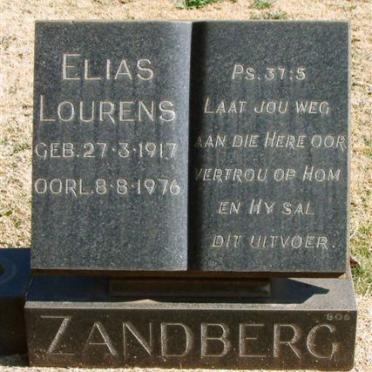 ELIAS
LOURENS
GEB. 27·3·1917
OORL. 8·8·1976
PS. 37:5
LAAT JOU WEG
AAN DIE HERE OOR
VERTROU OP HOM
EN HY SAL
DIT UITVOER.
ZANDBERG
808